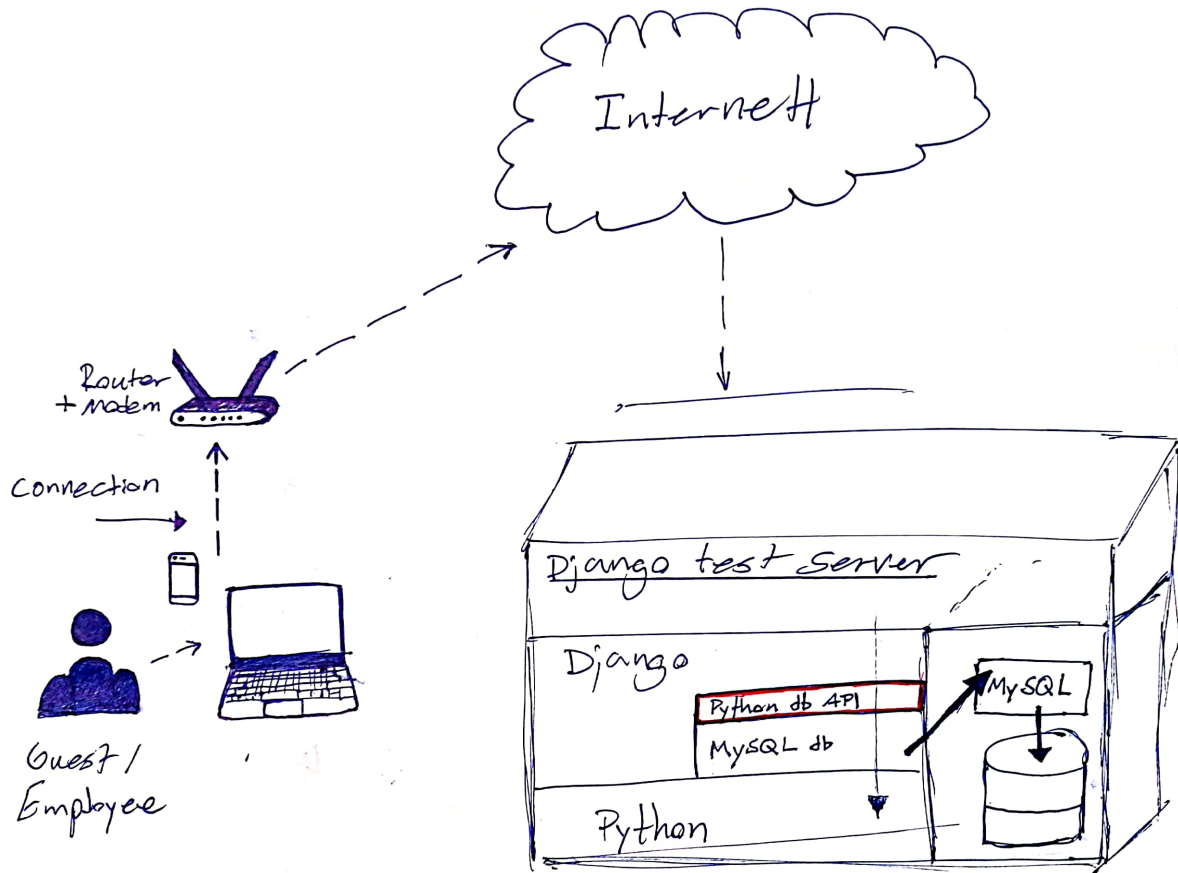 Internett
Router
+ Modem
Connection
Guest /
Employee
Django test server
Django
Python db API
MySQL db
Python
MySQL